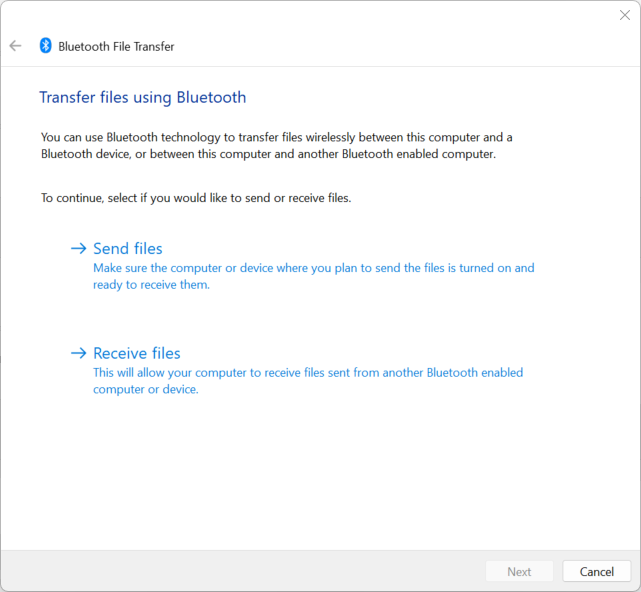 Bluetooth File Transfer
Transfer files using Bluetooth
You can use Bluetooth technology to transfer files wirelessly between this computer and a
Bluetooth device, or between this computer and another Bluetooth enabled computer.
To continue, select if you would like to send or receive files.
Send files
Make sure the computer or device where you plan to send the files is turned on and
ready to receive them.
Receive files
This will allow your computer to receive files sent from another Bluetooth enabled
computer or device.
Next Cancel